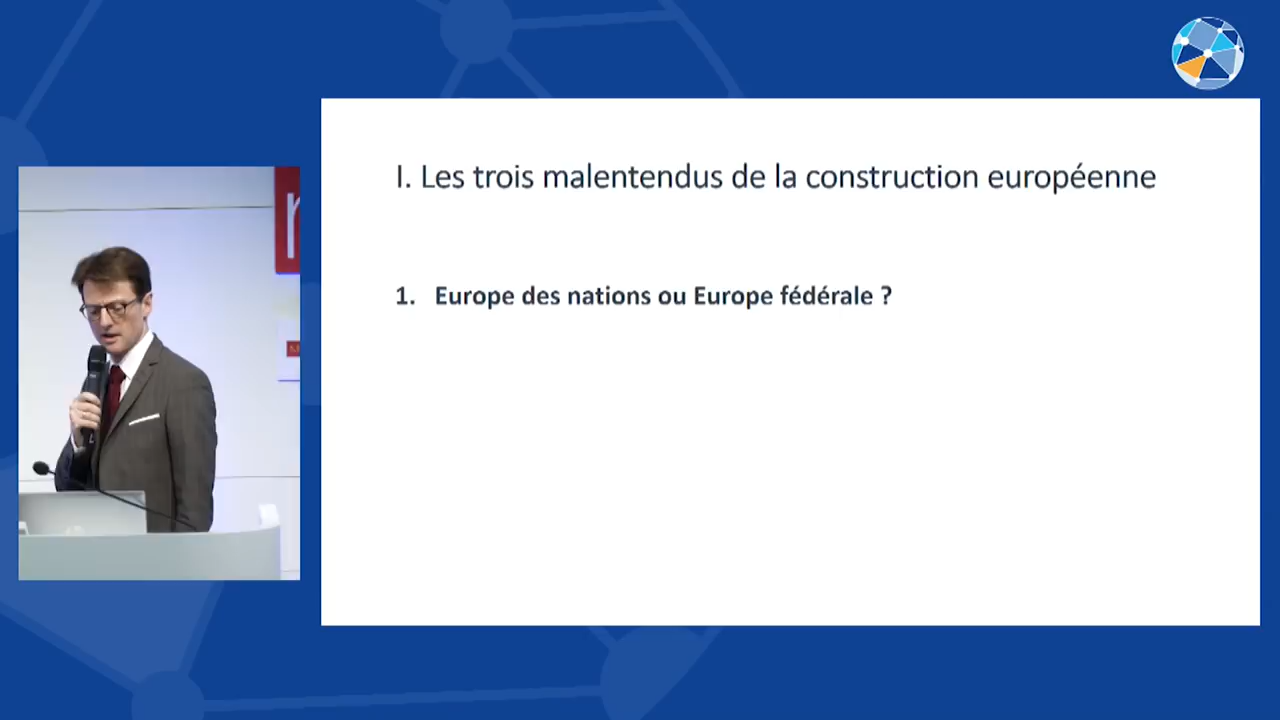 I. Les trois malentendus de la construction européenne
1. Europe des nations ou Europe fédérale ?